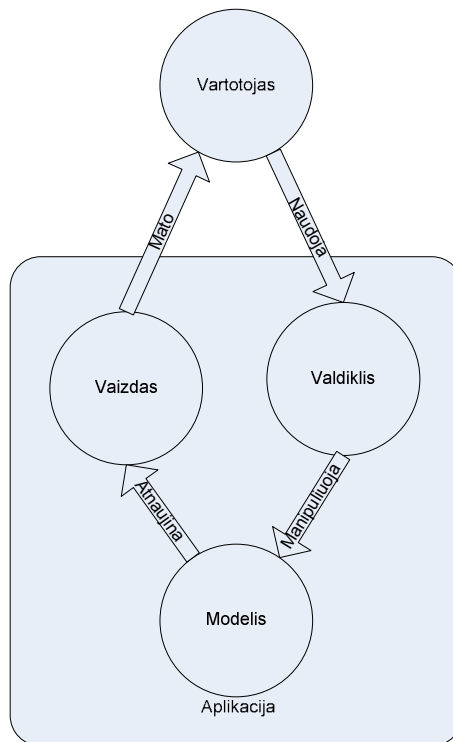 Vartotojas
Mato
Naudoja
Vaizdas
Valdiklis
Atnaujina
Manipuliuoja
Modelis
Aplikacija